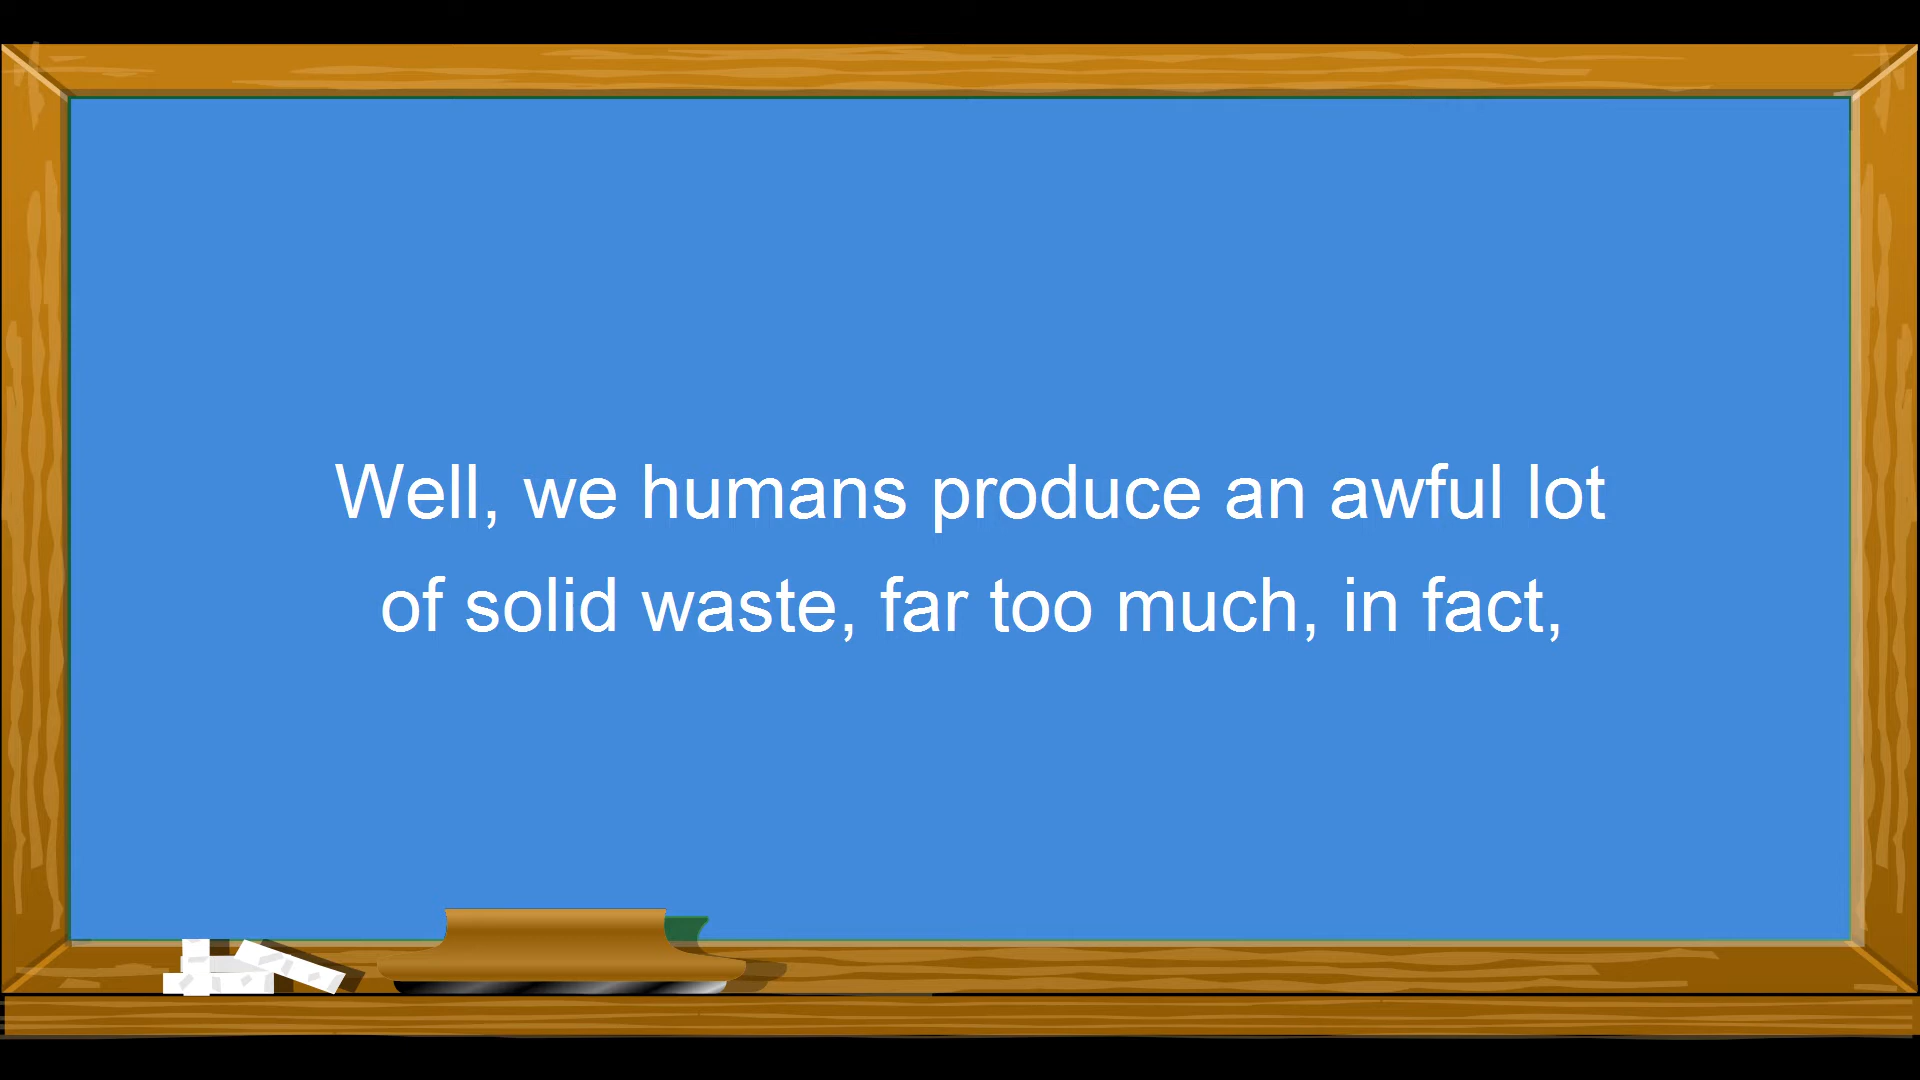 Well, we humans produce an awful lot
of solid waste, far too much, in fact,